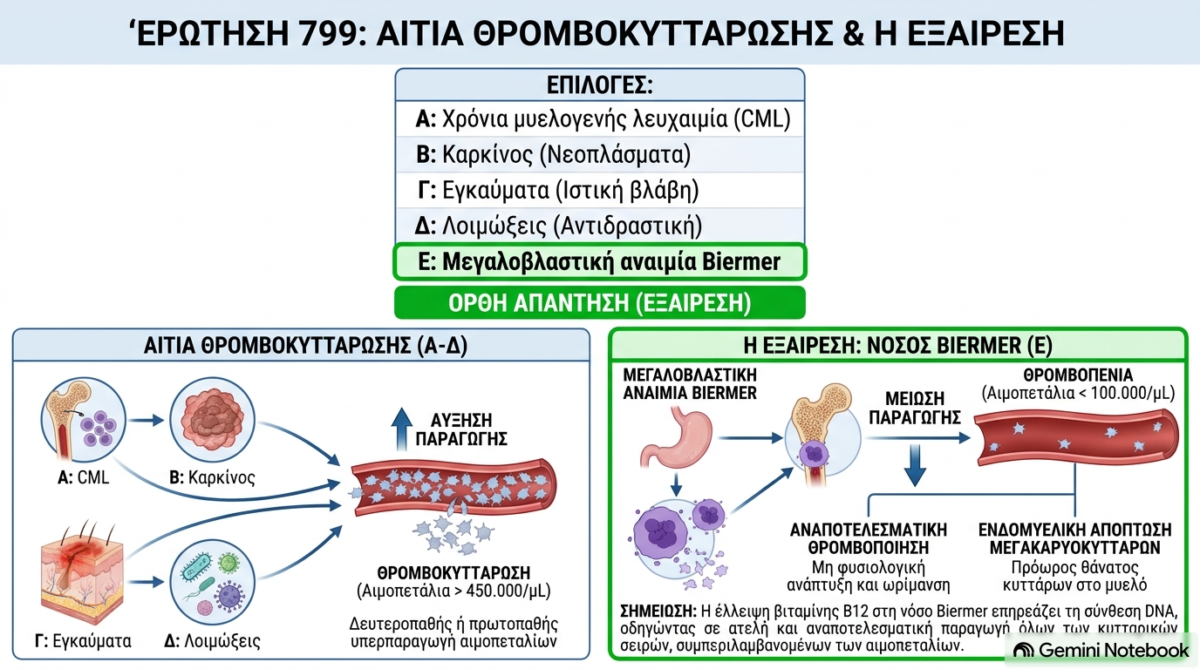 ‘ΕΡΩΤΗΣΗ 799: ΑΙΤΙΑ ΘΡΟΜΒΟΚΥΤΤΑΡΩΣΗΣ & Η ΕΞΑΙΡΕΣΗ
ΕΠΙΛΟΓΕΣ:
Α: Χρόνια μυελογενής λευχαιμία (CML)
Β: Καρκίνος (Νεοπλάσματα)
Γ: Εγκαύματα (Ιστική βλάβη)
Δ: Λοιμώξεις (Αντιδραστική)
Ε: Μεγαλοβλαστική αναιμία Biermer
ΟΡΘΗ ΑΠΑΝΤΗΣΗ (ΕΞΑΙΡΕΣΗ)
ΑΙΤΙΑ ΘΡΟΜΒΟΚΥΤΤΑΡΩΣΗΣ (Α-Δ)
Α: CML
Β: Καρκίνος
Γ: Εγκαύματα
Δ: Λοιμώξεις
ΑΥΞΗΣΗ
ΠΑΡΑΓΩΓΗΣ
ΘΡΟΜΒΟΚΥΤΤΑΡΩΣΗ
(Αιμοπετάλια > 450.000/μL)
Δευτεροπαθής ή πρωτοπαθής
υπερπαραγωγή αιμοπεταλίων
Η ΕΞΑΙΡΕΣΗ: ΝΟΣΟΣ BIERMER (Ε)
ΜΕΓΑΛΟΒΛΑΣΤΙΚΗ
ΑΝΑΙΜΙΑ BIERMER
ΜΕΙΩΣΗ
ΠΑΡΑΓΩΓΗΣ
ΘΡΟΜΒΟΠΕΝΙΑ
(Αιμοπετάλια < 100.000/μL)
ΑΝΑΠΟΤΕΛΕΣΜΑΤΙΚΗ
ΘΡΟΜΒΟΠΟΙΗΣΗ
Μη φυσιολογική
ανάπτυξη και ωρίμανση
ΕΝΔΟΜΥΕΛΙΚΗ ΑΠΟΠΤΩΣΗ
ΜΕΓΑΚΑΡΥΟΚΥΤΤΑΡΩΝ
Πρόωρος θάνατος
κυττάρων στο μυελό
ΣΗΜΕΙΩΣΗ: Η έλλειψη βιταμίνης B12 στη νόσο Biermer επηρεάζει τη σύνθεση DNA,
οδηγώντας σε ατελή και αναποτελεσματική παραγωγή όλων των κυτταρικών
σειρών, συμπεριλαμβανομένων των αιμοπεταλίων.
Gemini Notebook